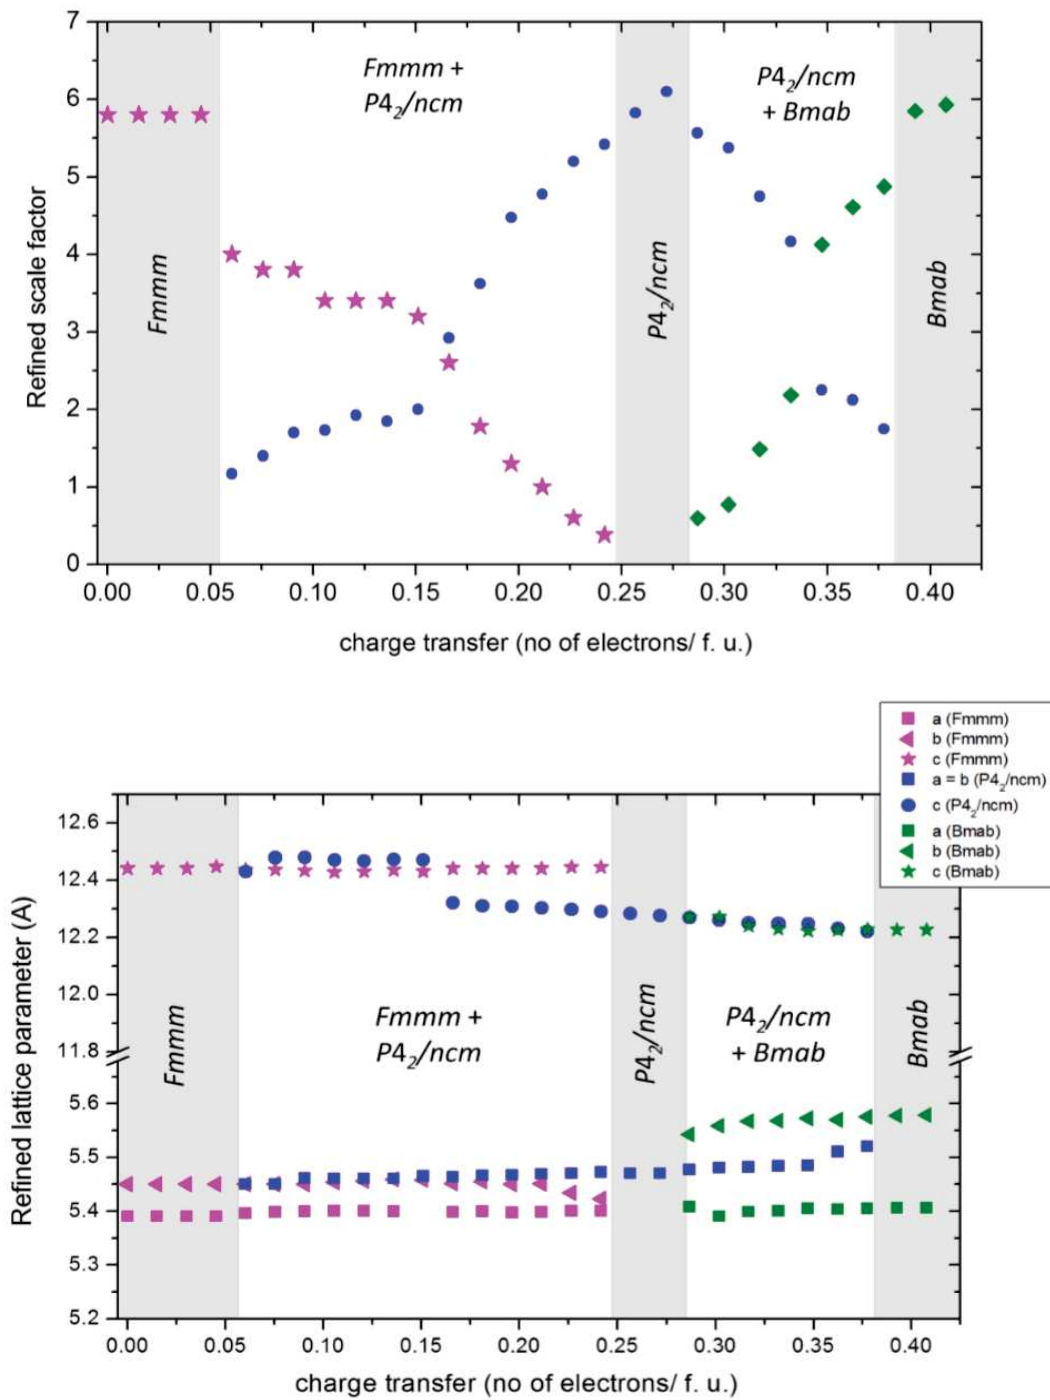 7
6
5
4
3
2
1
0
Refined scale factor
Fmmm
Fmmm +
P4₂/ncm
P4₂/ncm
P4₂/ncm
+ Bmab
Bmab
0.00 0.05 0.10 0.15 0.20 0.25 0.30 0.35 0.40
charge transfer (no of electrons/ f. u.)
a (Fmmm)
b (Fmmm)
c (Fmmm)
a = b (P4₂/ncm)
c (P4₂/ncm)
a (Bmab)
b (Bmab)
c (Bmab)
12.6
12.4
12.2
12.0
11.8
5.6
5.5
5.4
5.3
5.2
Refined lattice parameter (A)
Fmmm
Fmmm +
P4₂/ncm
P4₂/ncm
P4₂/ncm
+ Bmab
Bmab
0.00 0.05 0.10 0.15 0.20 0.25 0.30 0.35 0.40
charge transfer (no of electrons/ f. u.)